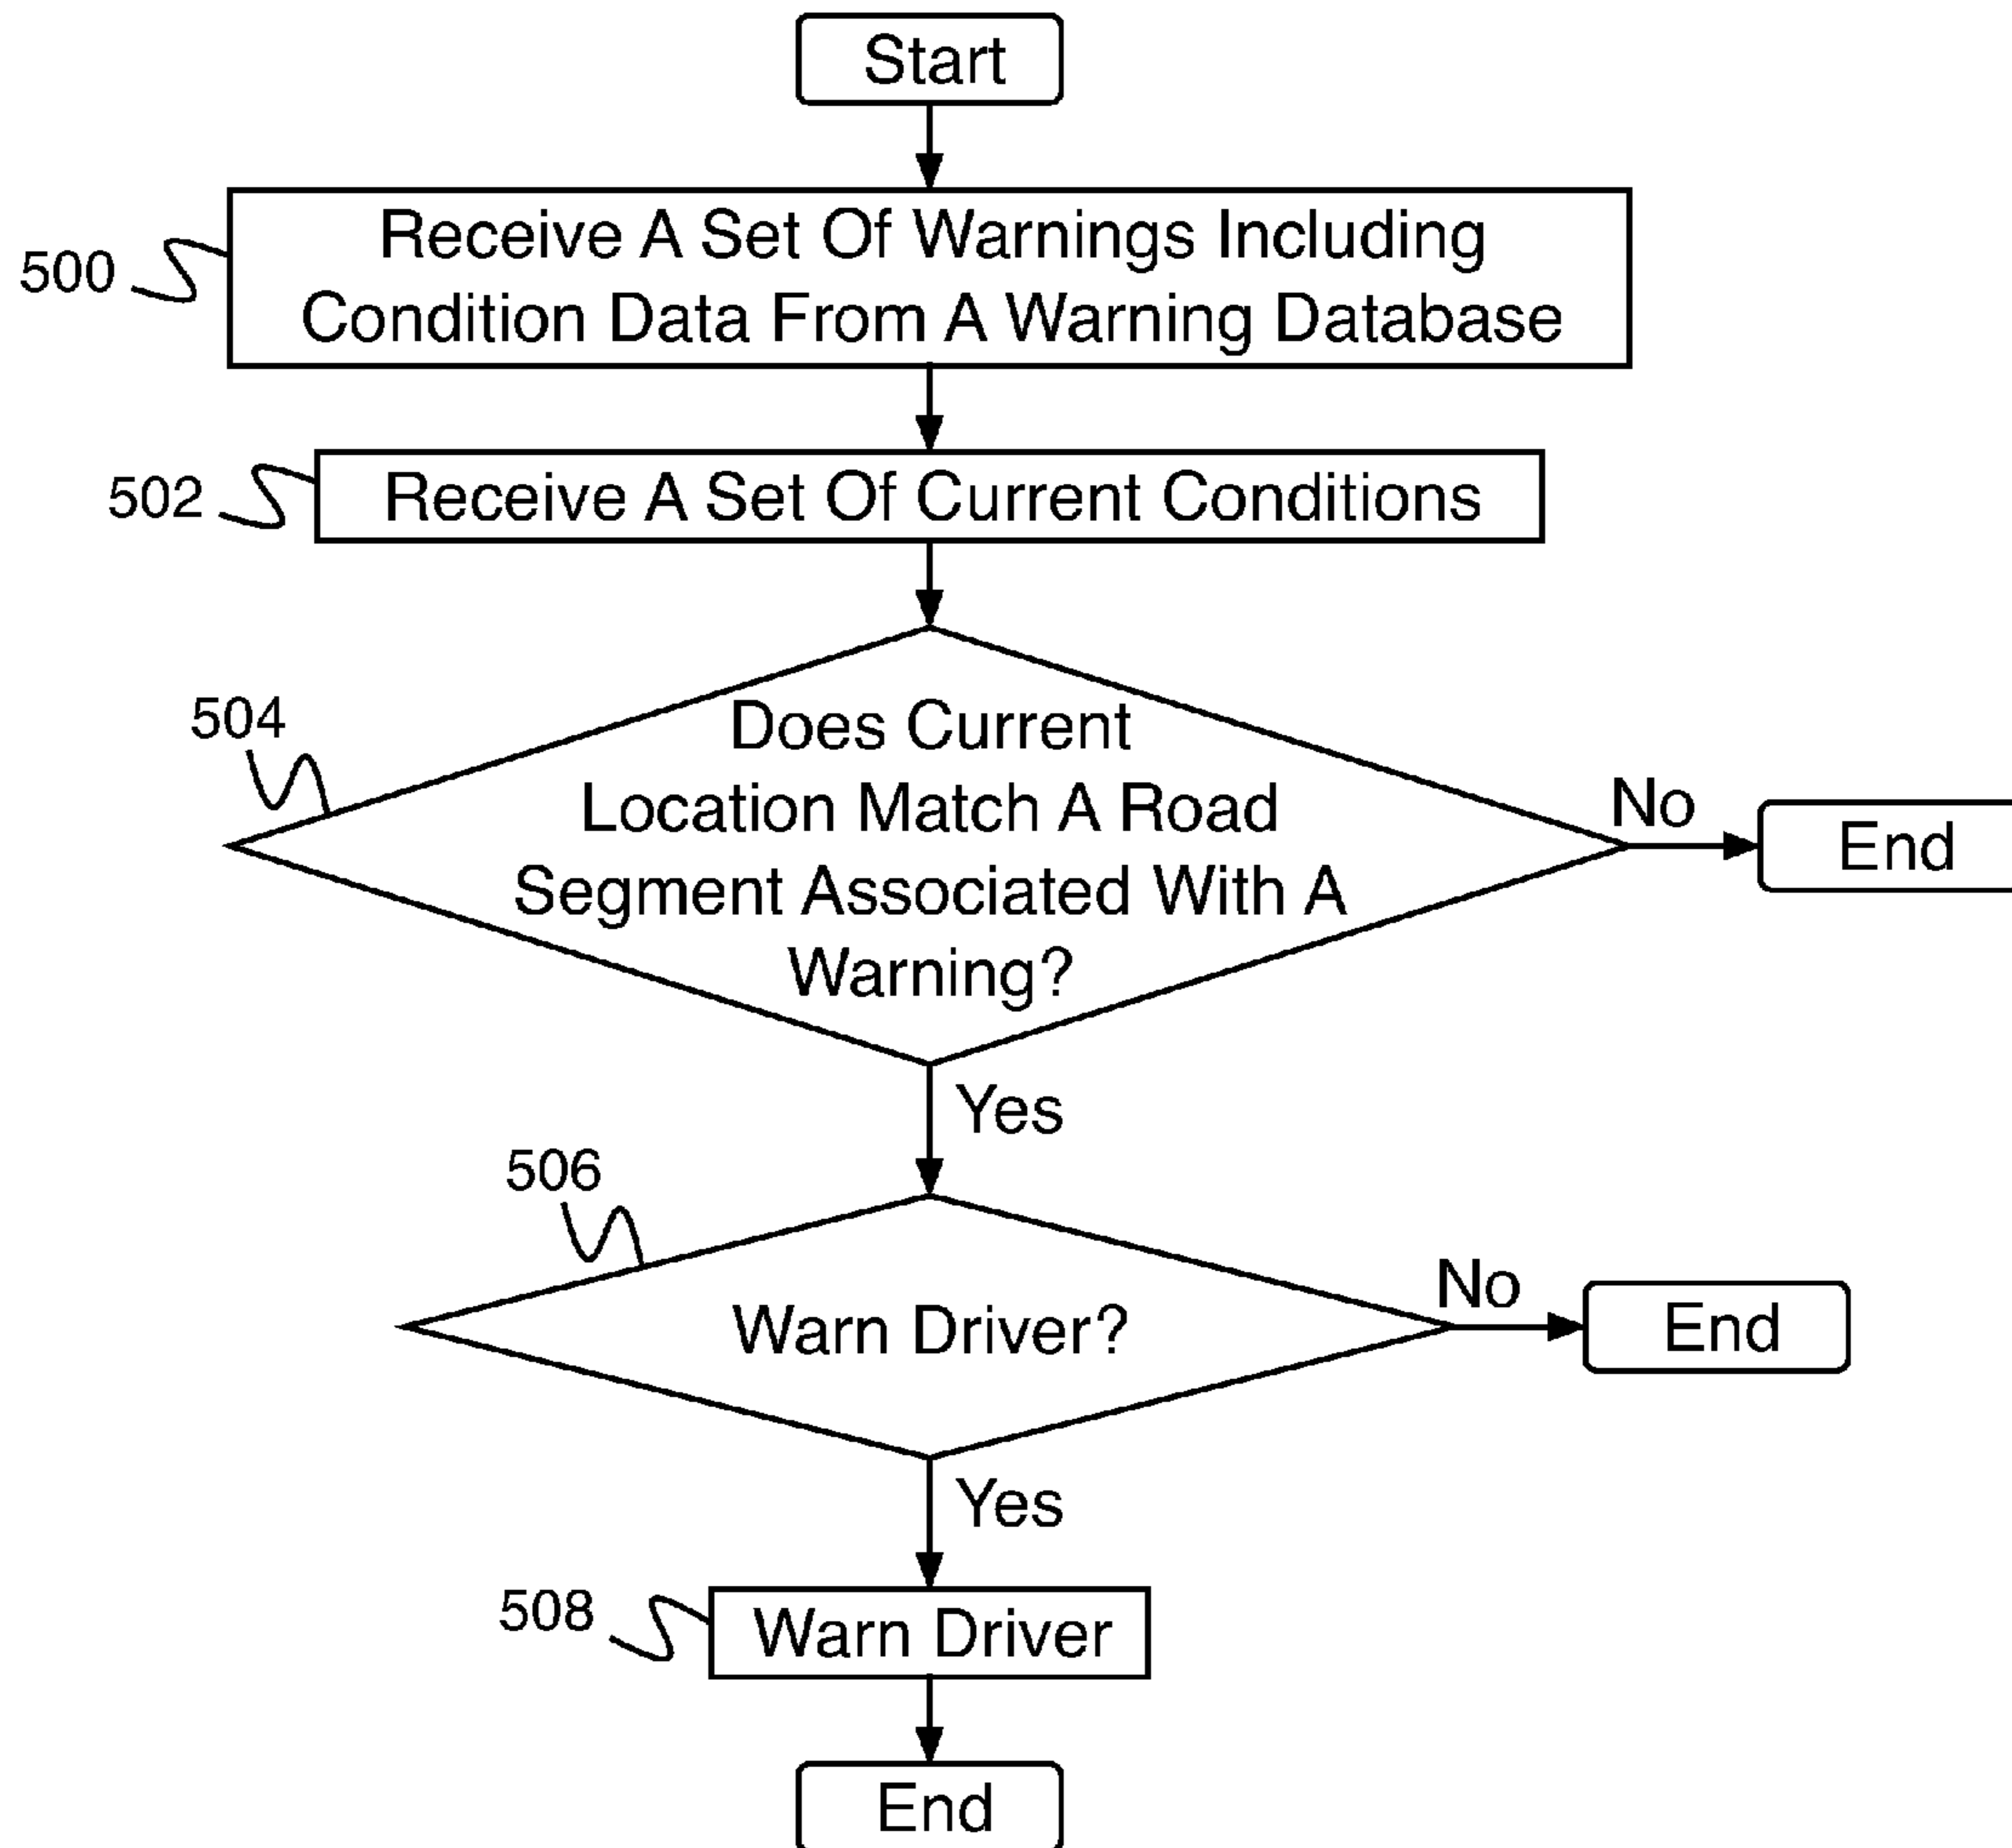 Start
500
Receive A Set Of Warnings Including
Condition Data From A Warning Database
502
Receive A Set Of Current Conditions
504
Does Current
Location Match A Road
Segment Associated With A
Warning?
No
End
Yes
506
Warn Driver?
No
End
Yes
508
Warn Driver
End